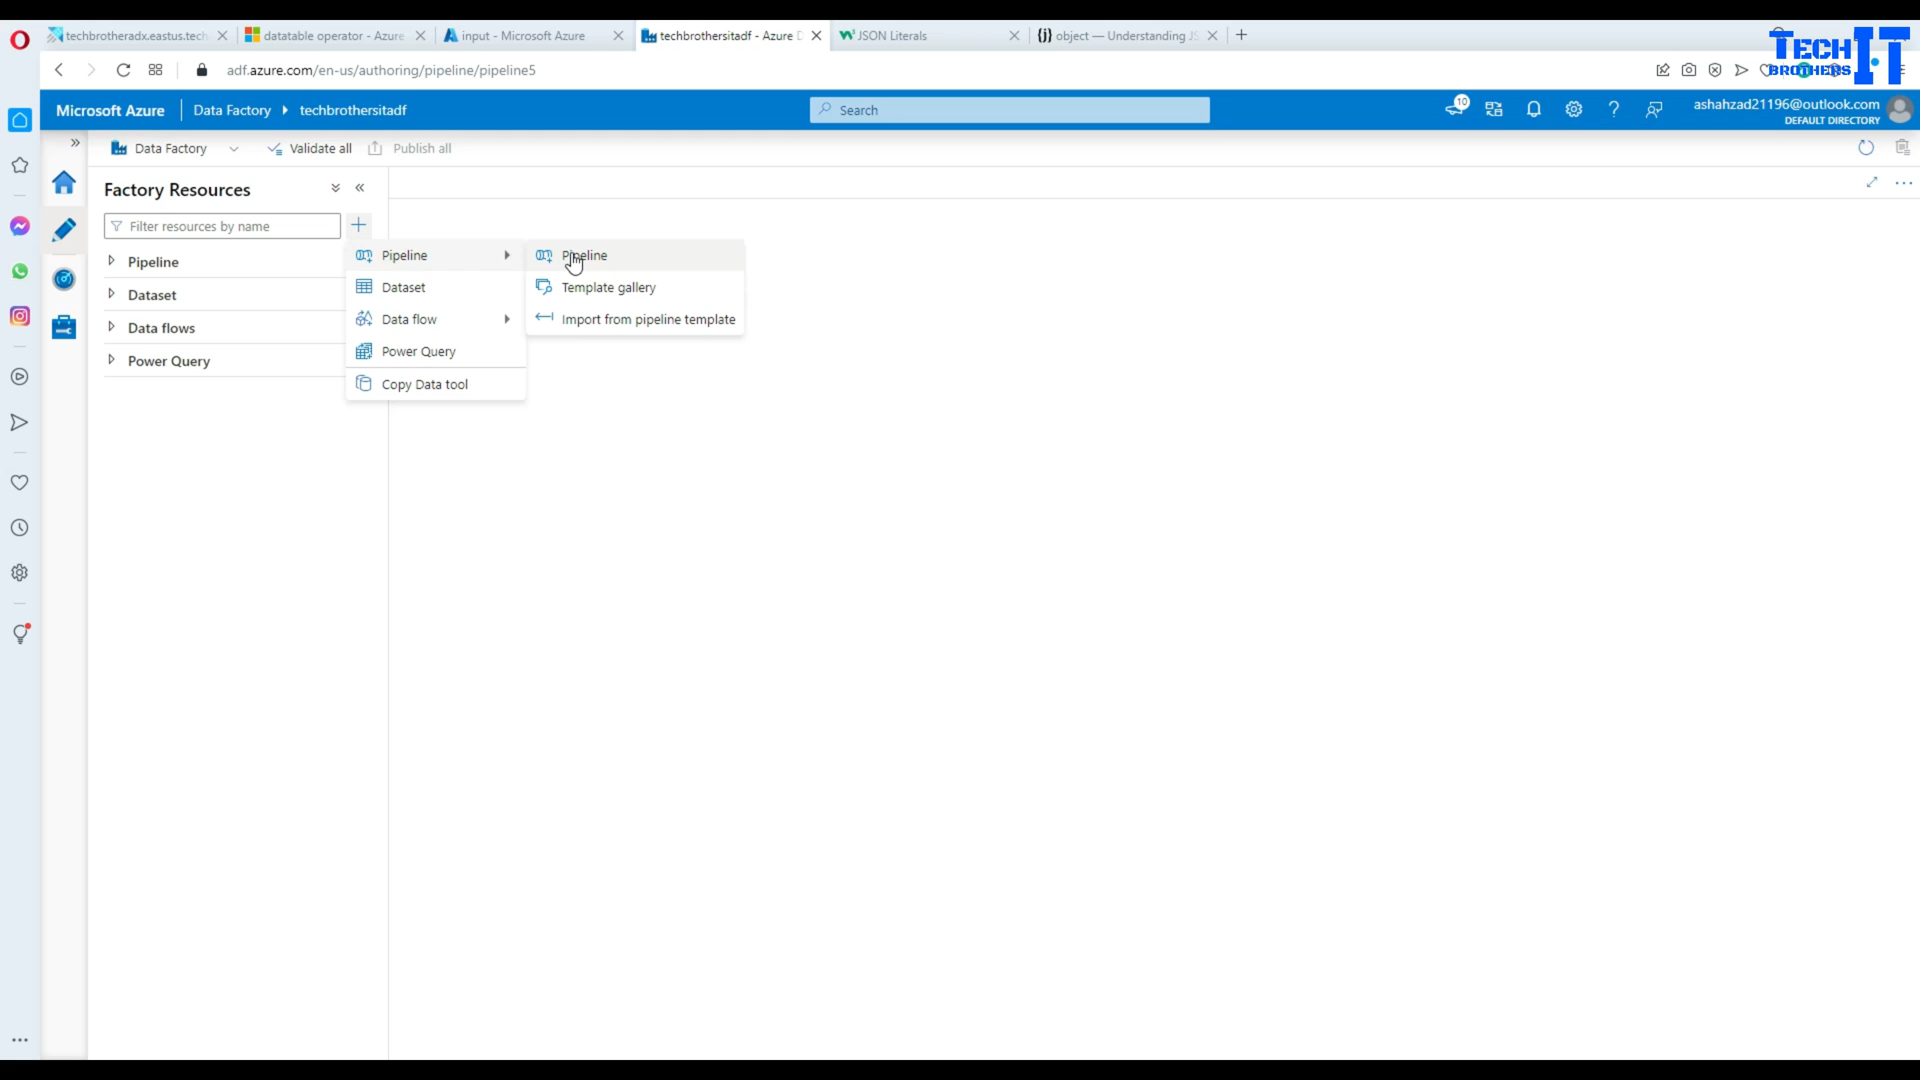 techbrotheradx.eastus.tech
datatable operator - Azure
input - Microsoft Azure
techbrothersitadf - Azure D
JSON Literals
{j} object — Understanding JS
TECH IT
BROTHERS
adf.azure.com/en-us/authoring/pipeline/pipeline5
Microsoft Azure
Data Factory
techbrothersitadf
Search
10
ashahzad21196@outlook.com
DEFAULT DIRECTORY
Data Factory
Validate all
Publish all
Factory Resources
Filter resources by name
Pipeline
Dataset
Data flows
Power Query
Pipeline
Dataset
Data flow
Power Query
Copy Data tool
Pipeline
Template gallery
Import from pipeline template